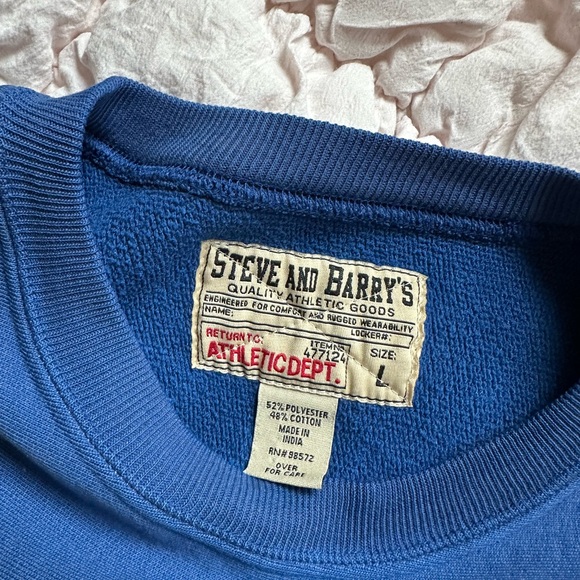 STEVE AND BARRY'S
QUALITY ATHLETIC GOODS
ENGINEERED FOR COMFORT AND RUGGED WEARABILITY
NAME: LOCKER#:
RETURN TO: ITEM№ SIZE:
ATHLETIC DEPT. 477124 L
52% POLYESTER
48% COTTON
MADE IN
INDIA
RN# 98572
OVER
FOR CARE